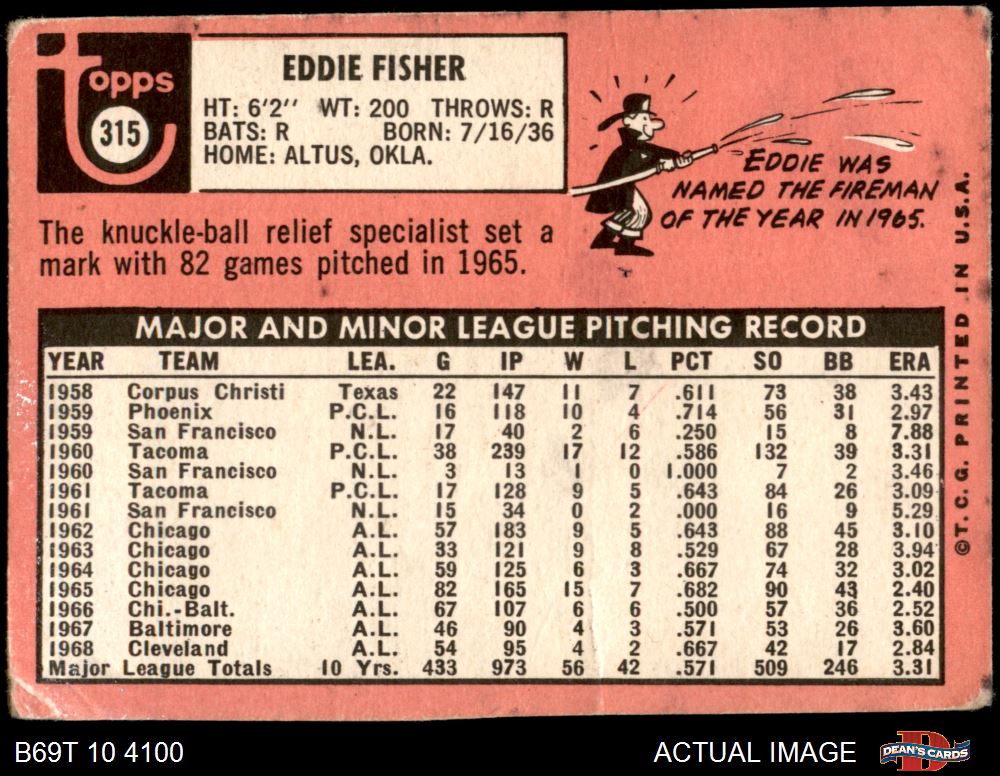 topps
315
EDDIE FISHER
HT: 6'2" WT: 200 THROWS: R
BATS: R BORN: 7/16/36
HOME: ALTUS, OKLA.
EDDIE WAS
NAMED THE FIREMAN
OF THE YEAR IN 1965.
The knuckle-ball relief specialist set a
mark with 82 games pitched in 1965.
MAJOR AND MINOR LEAGUE PITCHING RECORD
YEAR TEAM LEA. G IP W L PCT SO BB ERA
1958 Corpus Christi Texas 22 147 11 7 .611 73 38 3.43
1959 Phoenix P.C.L. 16 118 10 4 .714 56 31 2.97
1959 San Francisco N.L. 17 40 2 6 .250 15 8 7.88
1960 Tacoma P.C.L. 38 239 17 12 .586 132 39 3.31
1960 San Francisco N.L. 3 13 1 0 1.000 7 2 3.46
1961 Tacoma P.C.L. 17 128 9 5 .643 84 26 3.09
1961 San Francisco N.L. 15 34 0 2 .000 16 9 5.29
1962 Chicago A.L. 57 183 9 5 .643 88 45 3.10
1963 Chicago A.L. 33 121 9 8 .529 67 28 3.94
1964 Chicago A.L. 59 125 6 3 .667 74 32 3.02
1965 Chicago A.L. 82 165 15 7 .682 90 43 2.40
1966 Chi.-Balt. A.L. 67 107 6 6 .500 57 36 2.52
1967 Baltimore A.L. 46 90 4 3 .571 53 26 3.60
1968 Cleveland A.L. 54 95 4 2 .667 42 17 2.84
Major League Totals 10 Yrs. 433 973 56 42 .571 509 246 3.31
©T. C. G. PRINTED IN U.S.A.
B69T 10 4100
ACTUAL IMAGE
DEAN'S CARDS